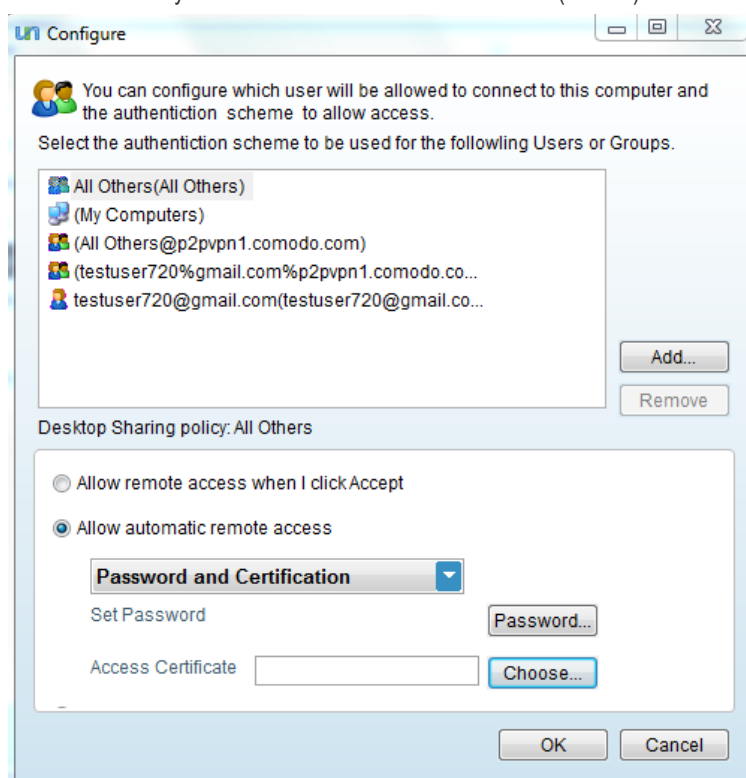 Configure
You can configure which user will be allowed to connect to this computer and
the authentiction scheme to allow access.
Select the authentiction scheme to be used for the followling Users or Groups.
All Others(All Others)
(My Computers)
(All Others@p2pvpn1.comodo.com)
(testuser720%gmail.com%p2pvpn1.comodo.co...
testuser720@gmail.com(testuser720@gmail.co...
Add...
Remove
Desktop Sharing policy: All Others
Allow remote access when I click Accept
Allow automatic remote access
Password and Certification
Set Password
Password...
Access Certificate
Choose...
OK
Cancel